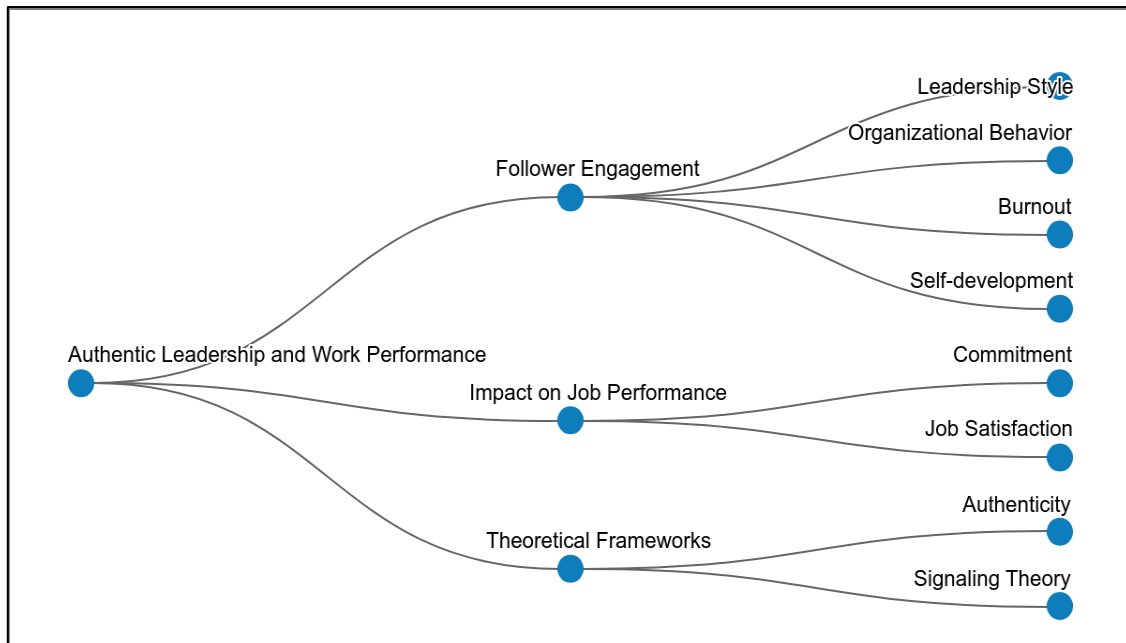 Leadership Style
Organizational Behavior
Follower Engagement
Burnout
Self-development
Authentic Leadership and Work Performance
Commitment
Impact on Job Performance
Job Satisfaction
Authenticity
Theoretical Frameworks
Signaling Theory